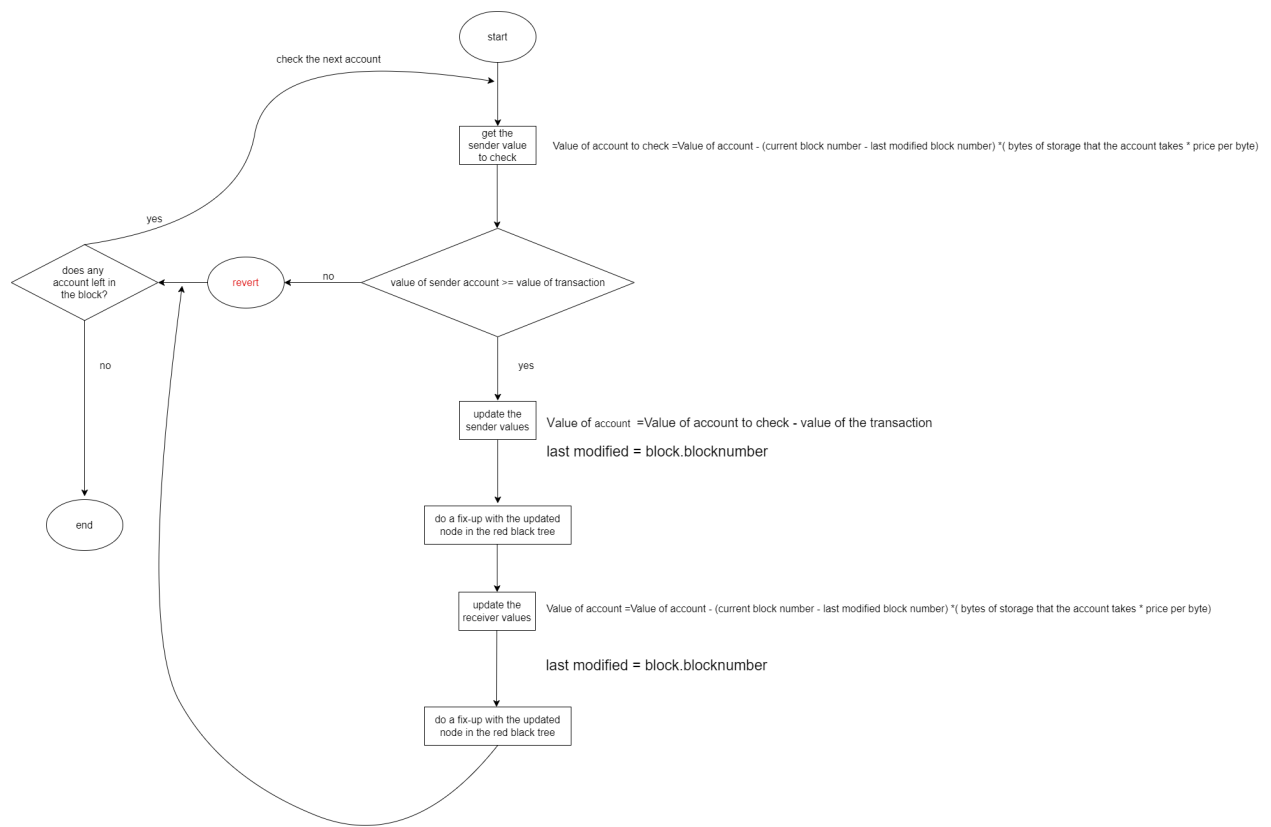 start
check the next account
get the
sender value
to check
Value of account to check =Value of account - (current block number - last modified block number) *( bytes of storage that the account takes * price per byte)
yes
does any
account left in
the block?
revert
no
value of sender account >= value of transaction
no
yes
update the
sender values
Value of account =Value of account to check - value of the transaction
last modified = block.blocknumber
end
do a fix-up with the updated
node in the red black tree
update the
receiver values
Value of account =Value of account - (current block number - last modified block number) *( bytes of storage that the account takes * price per byte)
last modified = block.blocknumber
do a fix-up with the updated
node in the red black tree